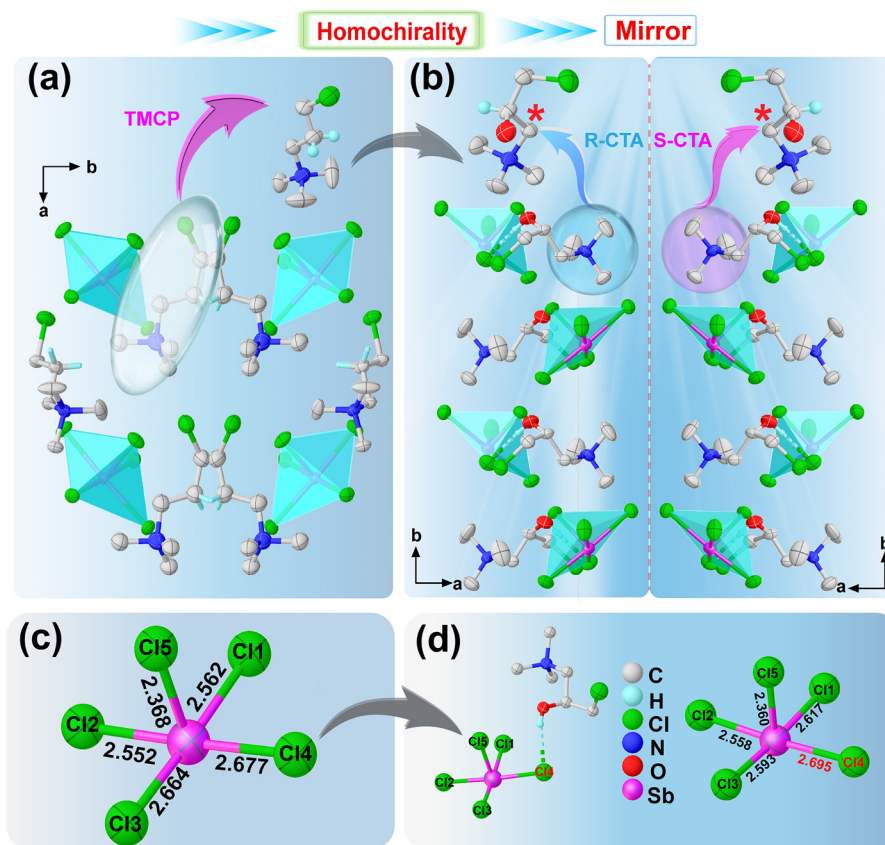 Homochirality
Mirror
(a)
TMCP
b
a
(b)
*
*
R-CTA
S-CTA
b
a
b
a
(c)
Cl5
Cl1
2.368
2.562
Cl2
2.552
Cl4
2.677
2.664
Cl3
(d)
Cl5
Cl1
Cl4
Cl2
Cl3
C
H
Cl
N
O
Sb
Cl5
Cl1
2.360
2.617
Cl2
2.558
Cl4
2.695
2.593
Cl3